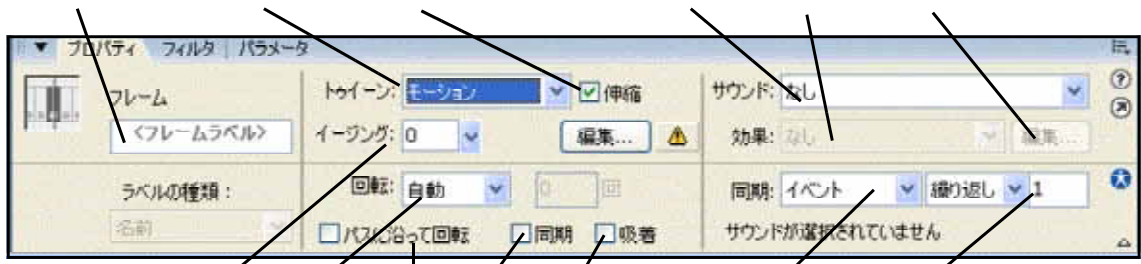 プロパティ フィルタ パラメータ
フレーム
<フレームラベル>
ラベルの種類：
名前
トゥイーン: モーション 伸縮
イージング: 0 編集...
回転: 自動 0 回
パスに沿って回転 同期 吸着
サウンド: なし
効果: なし 編集...
同期: イベント 繰り返し 1
サウンドが選択されていません